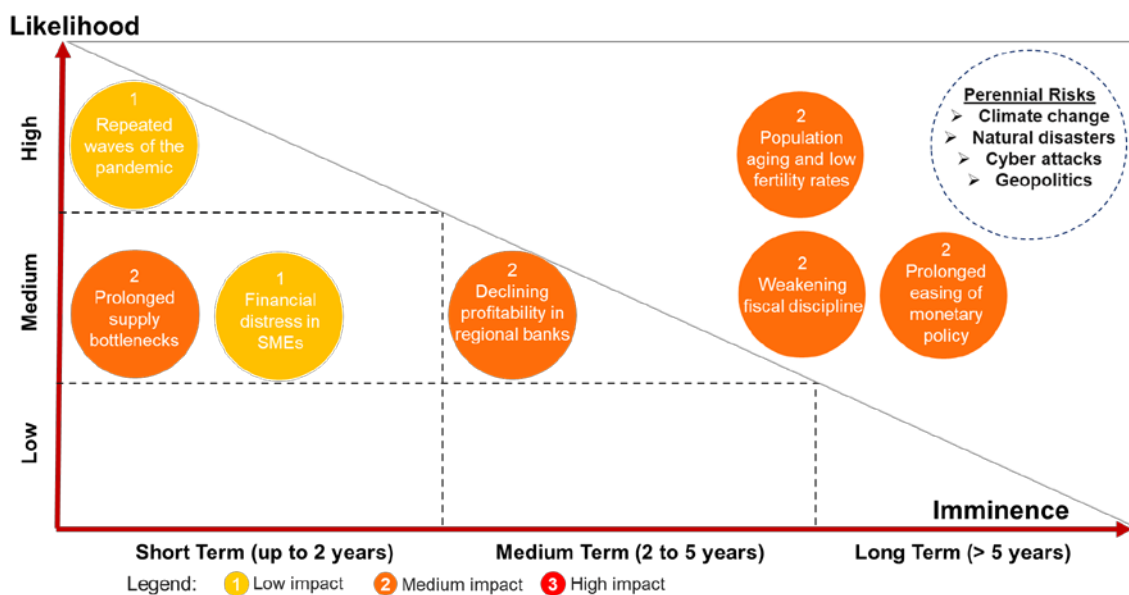 Likelihood
High
Medium
Low
1
Repeated
waves of the
pandemic
2
Population
aging and low
fertility rates
Perennial Risks
➢ Climate change
➢ Natural disasters
➢ Cyber attacks
➢ Geopolitics
2
Prolonged
supply
bottlenecks
1
Financial
distress in
SMEs
2
Declining
profitability in
regional banks
2
Weakening
fiscal discipline
2
Prolonged
easing of
monetary
policy
Imminence
Short Term (up to 2 years)
Medium Term (2 to 5 years)
Long Term (> 5 years)
Legend: 1 Low impact 2 Medium impact 3 High impact